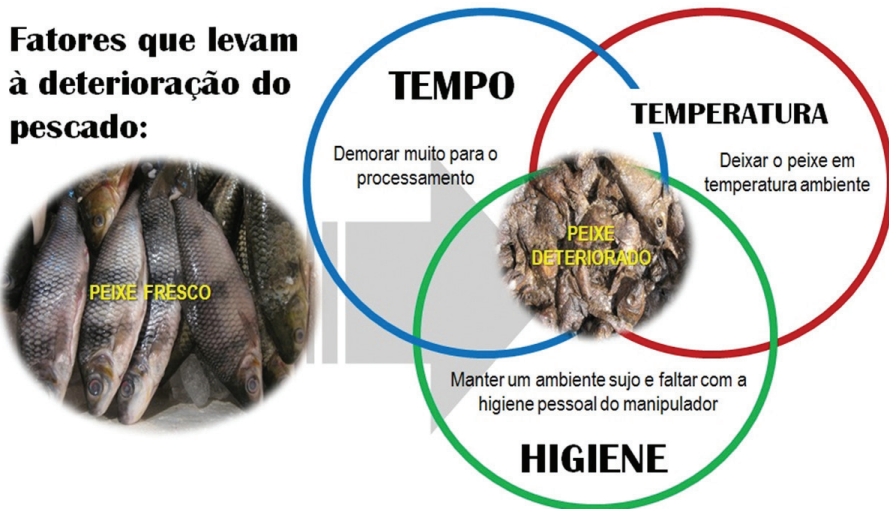 Fatores que levam
à deterioração do
pescado:
PEIXE FRESCO
TEMPO
Demorar muito para o
processamento
TEMPERATURA
Deixar o peixe em
temperatura ambiente
PEIXE
DETERIORADO
Manter um ambiente sujo e faltar com a
higiene pessoal do manipulador
HIGIENE